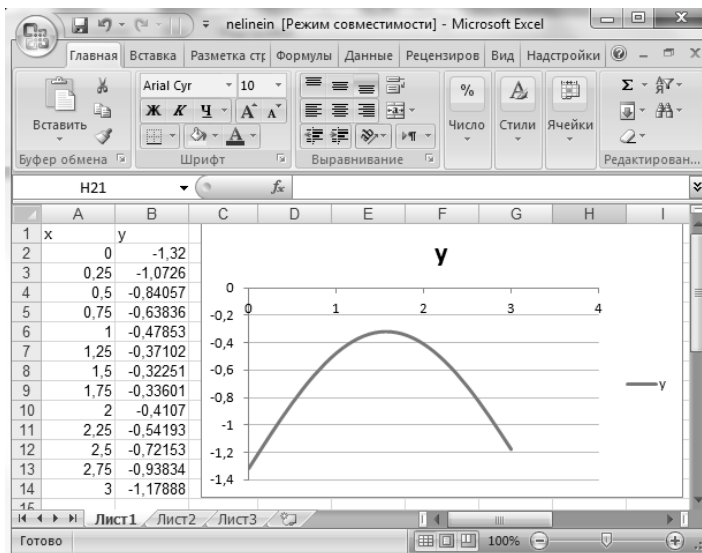 nelinein [Режим совместимости] - Microsoft Excel
Главная Вставка Разметка стр Формулы Данные Рецензиров Вид Надстройки
Вставить
Arial Cyr 10
Ж К Ч A A
A
%
Число
Стили
Ячейки
Σ
Буфер обмена Шрифт Выравнивание Редактирован...
H21 fx
A B C D E F G H I
1 x y
2 0 -1,32
3 0,25 -1,0726
4 0,5 -0,84057
5 0,75 -0,63836
6 1 -0,47853
7 1,25 -0,37102
8 1,5 -0,32251
9 1,75 -0,33601
10 2 -0,4107
11 2,25 -0,54193
12 2,5 -0,72153
13 2,75 -0,93834
14 3 -1,17888
15
y
0 1 2 3 4
0
-0,2
-0,4
-0,6
-0,8
-1
-1,2
-1,4
y
Лист1 Лист2 Лист3
Готово 100%